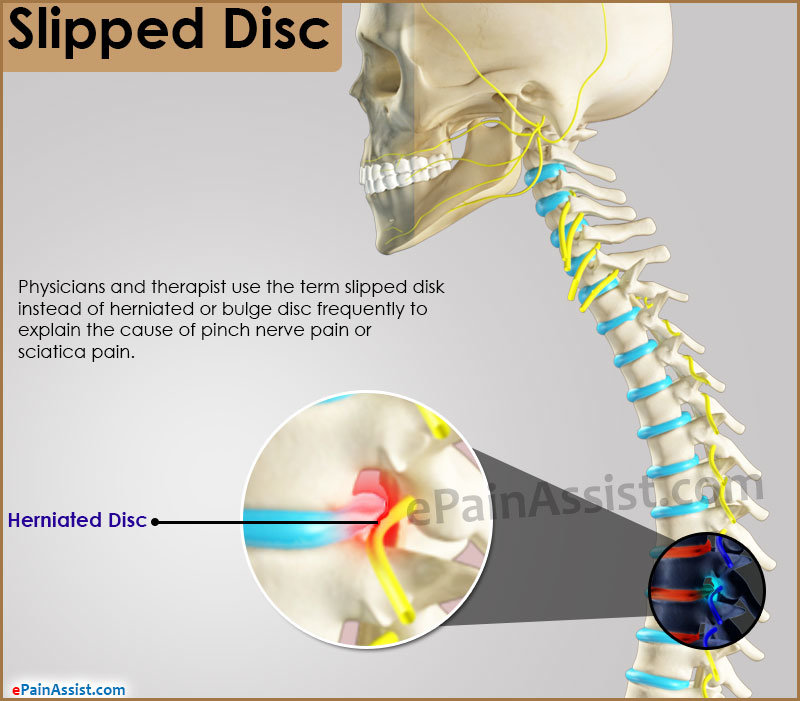 Slipped Disc
Physicians and therapist use the term slipped disk
instead of herniated or bulge disc frequently to
explain the cause of pinch nerve pain or
sciatica pain.
ePainAssist.com
Herniated Disc
ePainAssist.com